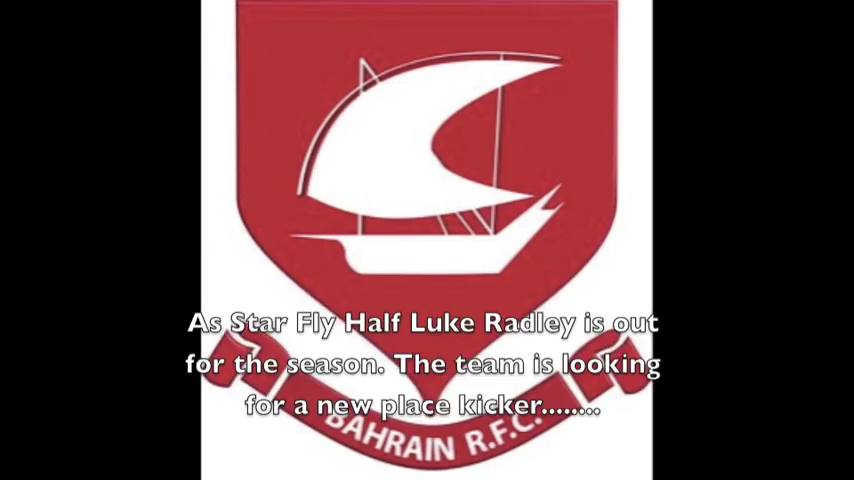 As Star Fly Half Luke Radley is out
for the season. The team is looking
for a new place kicker........
BAHRAIN R.F.C.